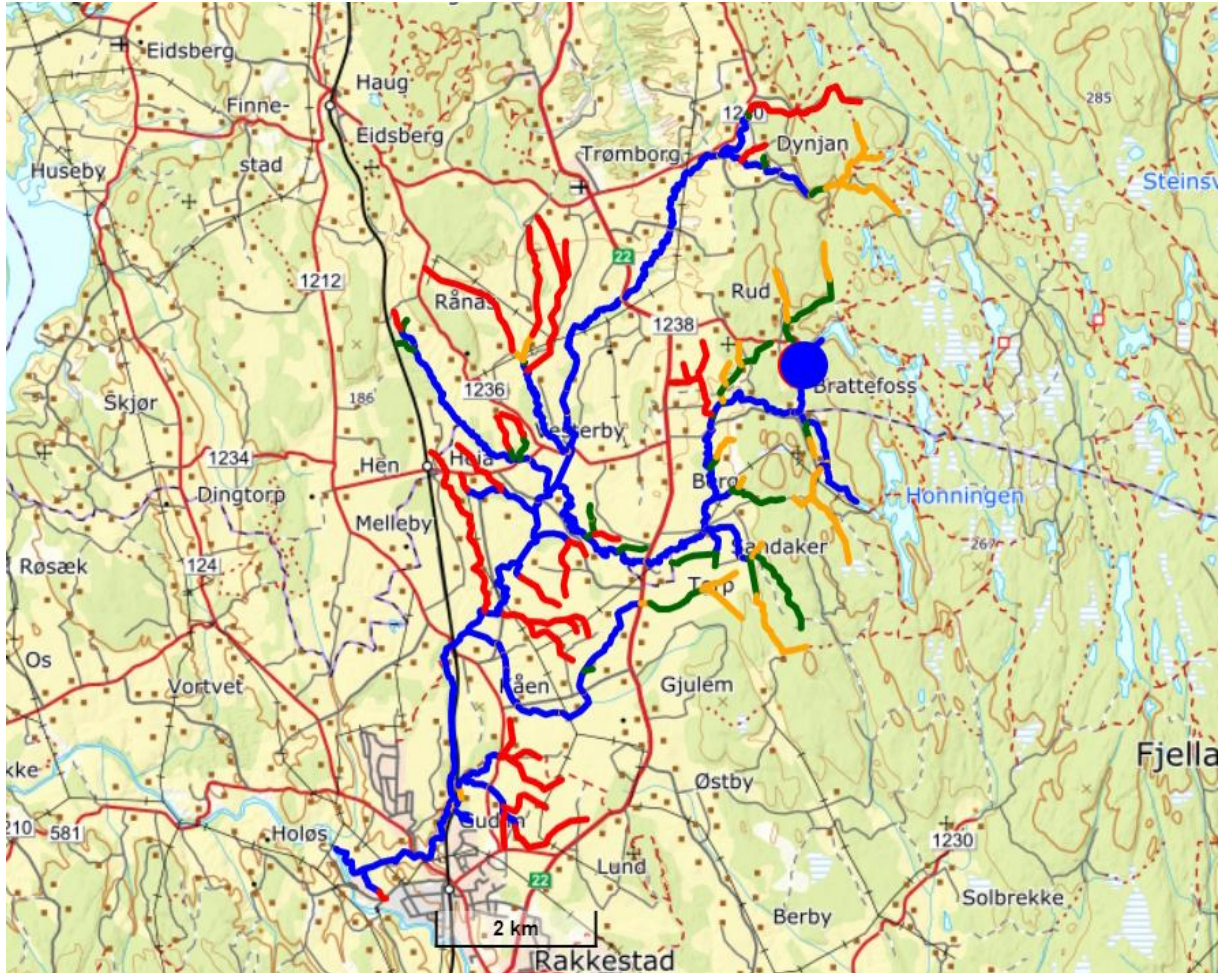 Eidsberg
Haug
Finne-
stad
Eidsberg
Huseby
285
Trømborg
Dynjan
Steinsv
22
1212
Rånas
Rud
1238
1236
Brattefoss
Skjør
186
Vesterby
1234
Hen
Heia
Dingtorp
Berg
Honningen
Melleby
267
Sandaker
Røsæk
124
Torp
Os
Vortvet
Kåen
Gjulem
Fjella
kke
Østby
210
581
Holøs
Gudim
1230
22
Lund
Solbrekke
2 km
Berby
Rakkestad